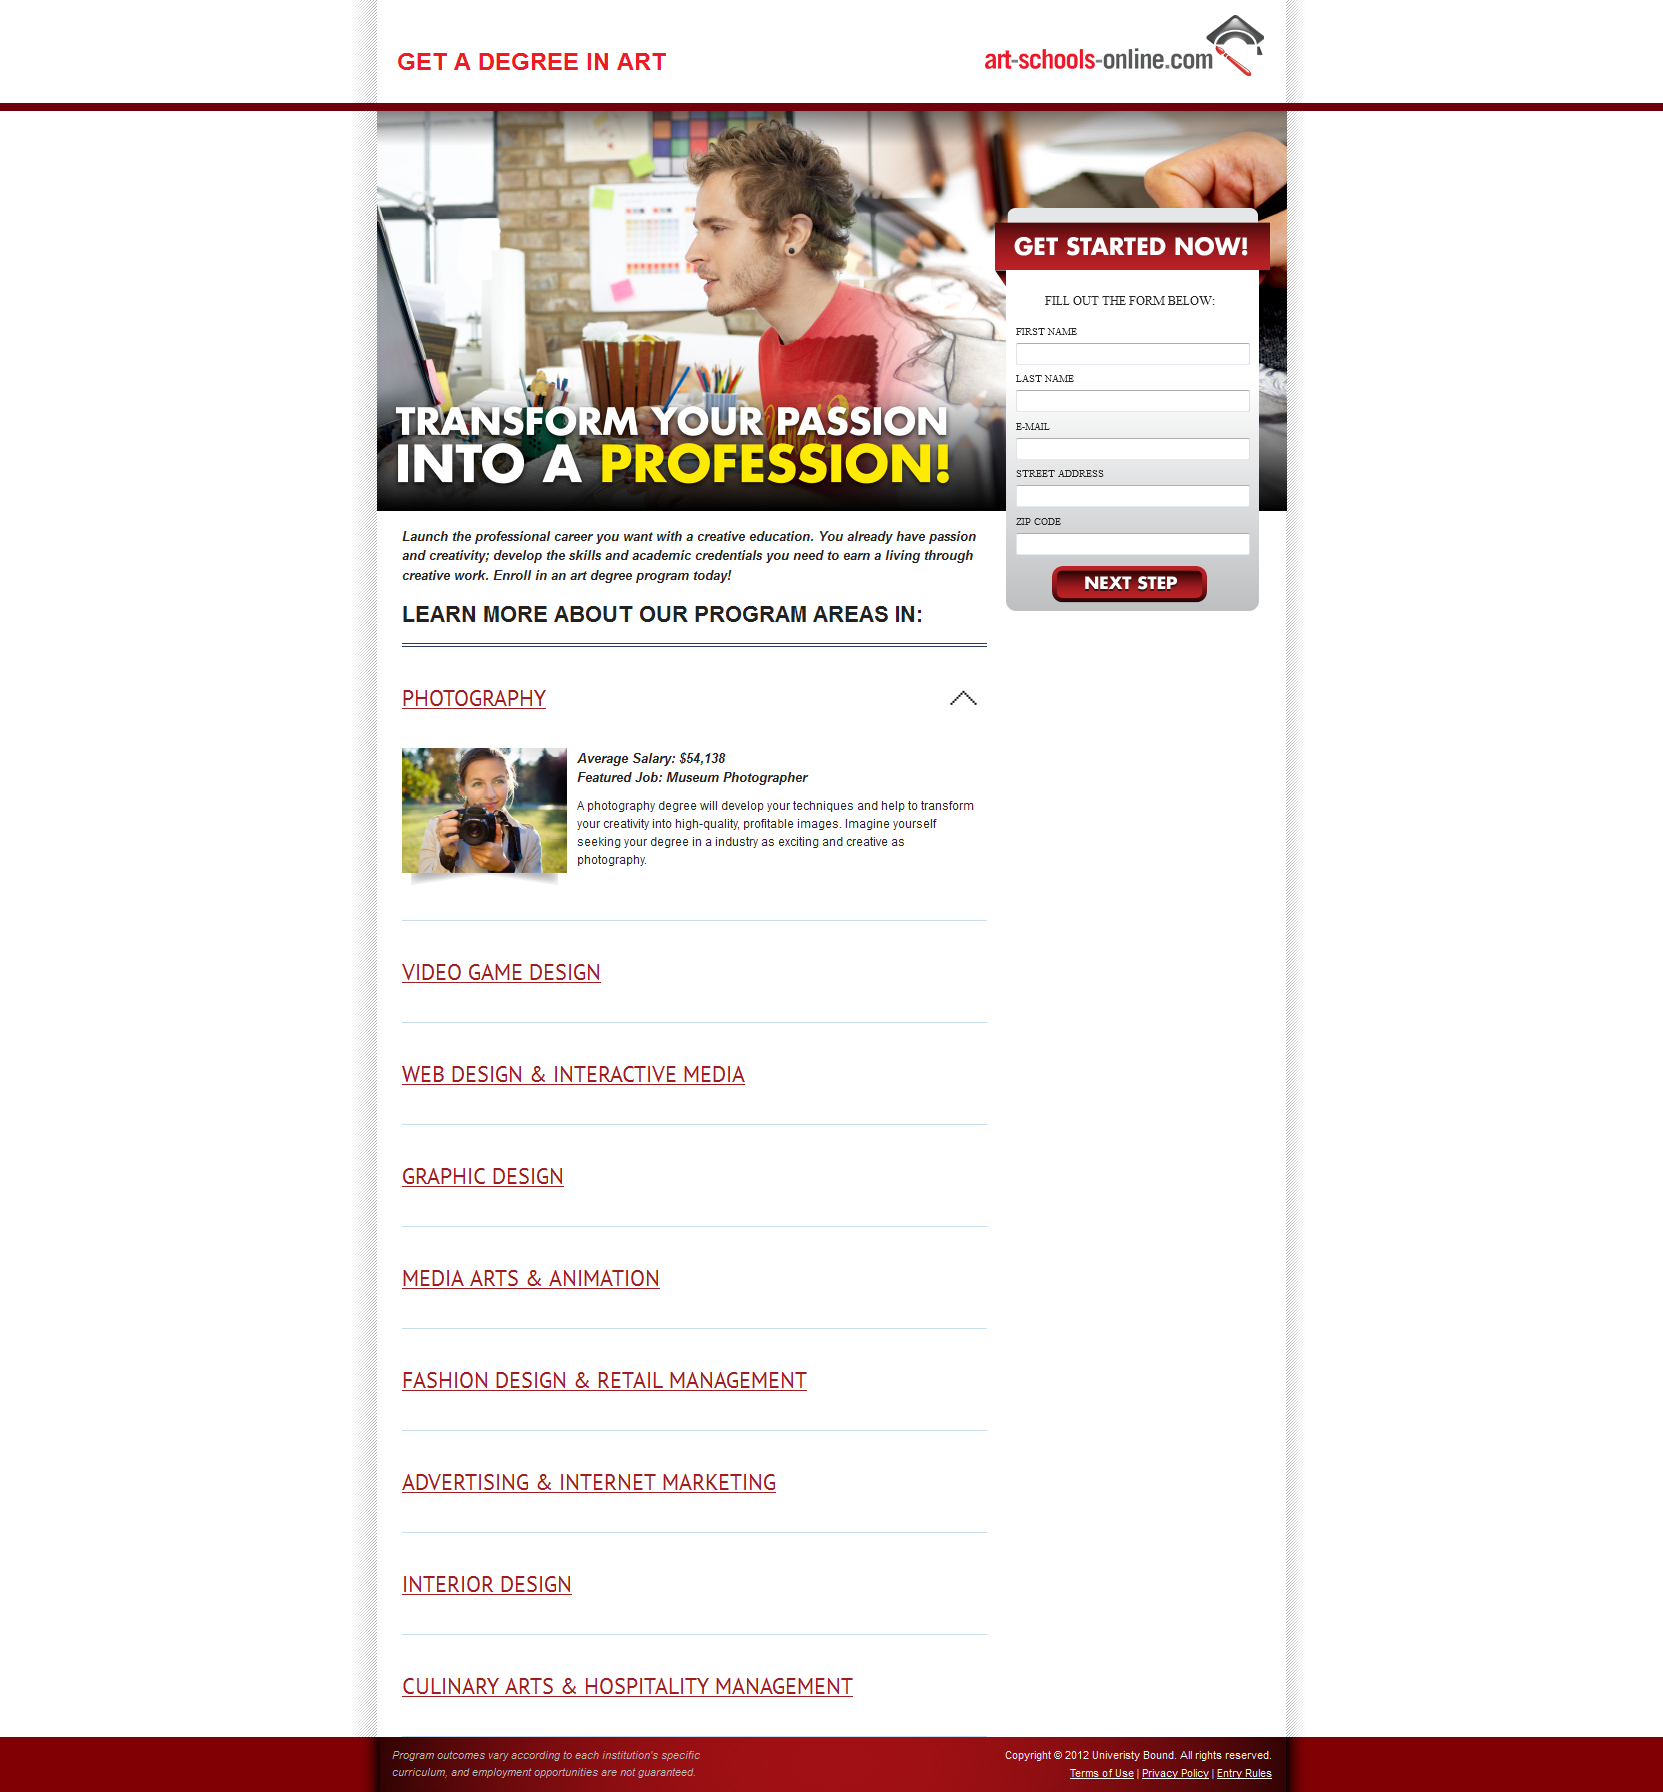 GET A DEGREE IN ART
art-schools-online.com
TRANSFORM YOUR PASSION
INTO A PROFESSION!
GET STARTED NOW!
FILL OUT THE FORM BELOW:
FIRST NAME
LAST NAME
E-MAIL
STREET ADDRESS
ZIP CODE
NEXT STEP
Launch the professional career you want with a creative education. You already have passion
and creativity; develop the skills and academic credentials you need to earn a living through
creative work. Enroll in an art degree program today!
LEARN MORE ABOUT OUR PROGRAM AREAS IN:
PHOTOGRAPHY
Average Salary: $54,138
Featured Job: Museum Photographer
A photography degree will develop your techniques and help to transform
your creativity into high-quality, profitable images. Imagine yourself
seeking your degree in a industry as exciting and creative as
photography.
VIDEO GAME DESIGN
WEB DESIGN & INTERACTIVE MEDIA
GRAPHIC DESIGN
MEDIA ARTS & ANIMATION
FASHION DESIGN & RETAIL MANAGEMENT
ADVERTISING & INTERNET MARKETING
INTERIOR DESIGN
CULINARY ARTS & HOSPITALITY MANAGEMENT
Program outcomes vary according to each institution's specific
curriculum, and employment opportunities are not guaranteed.
Copyright © 2012 Univeristy Bound. All rights reserved.
Terms of Use | Privacy Policy | Entry Rules